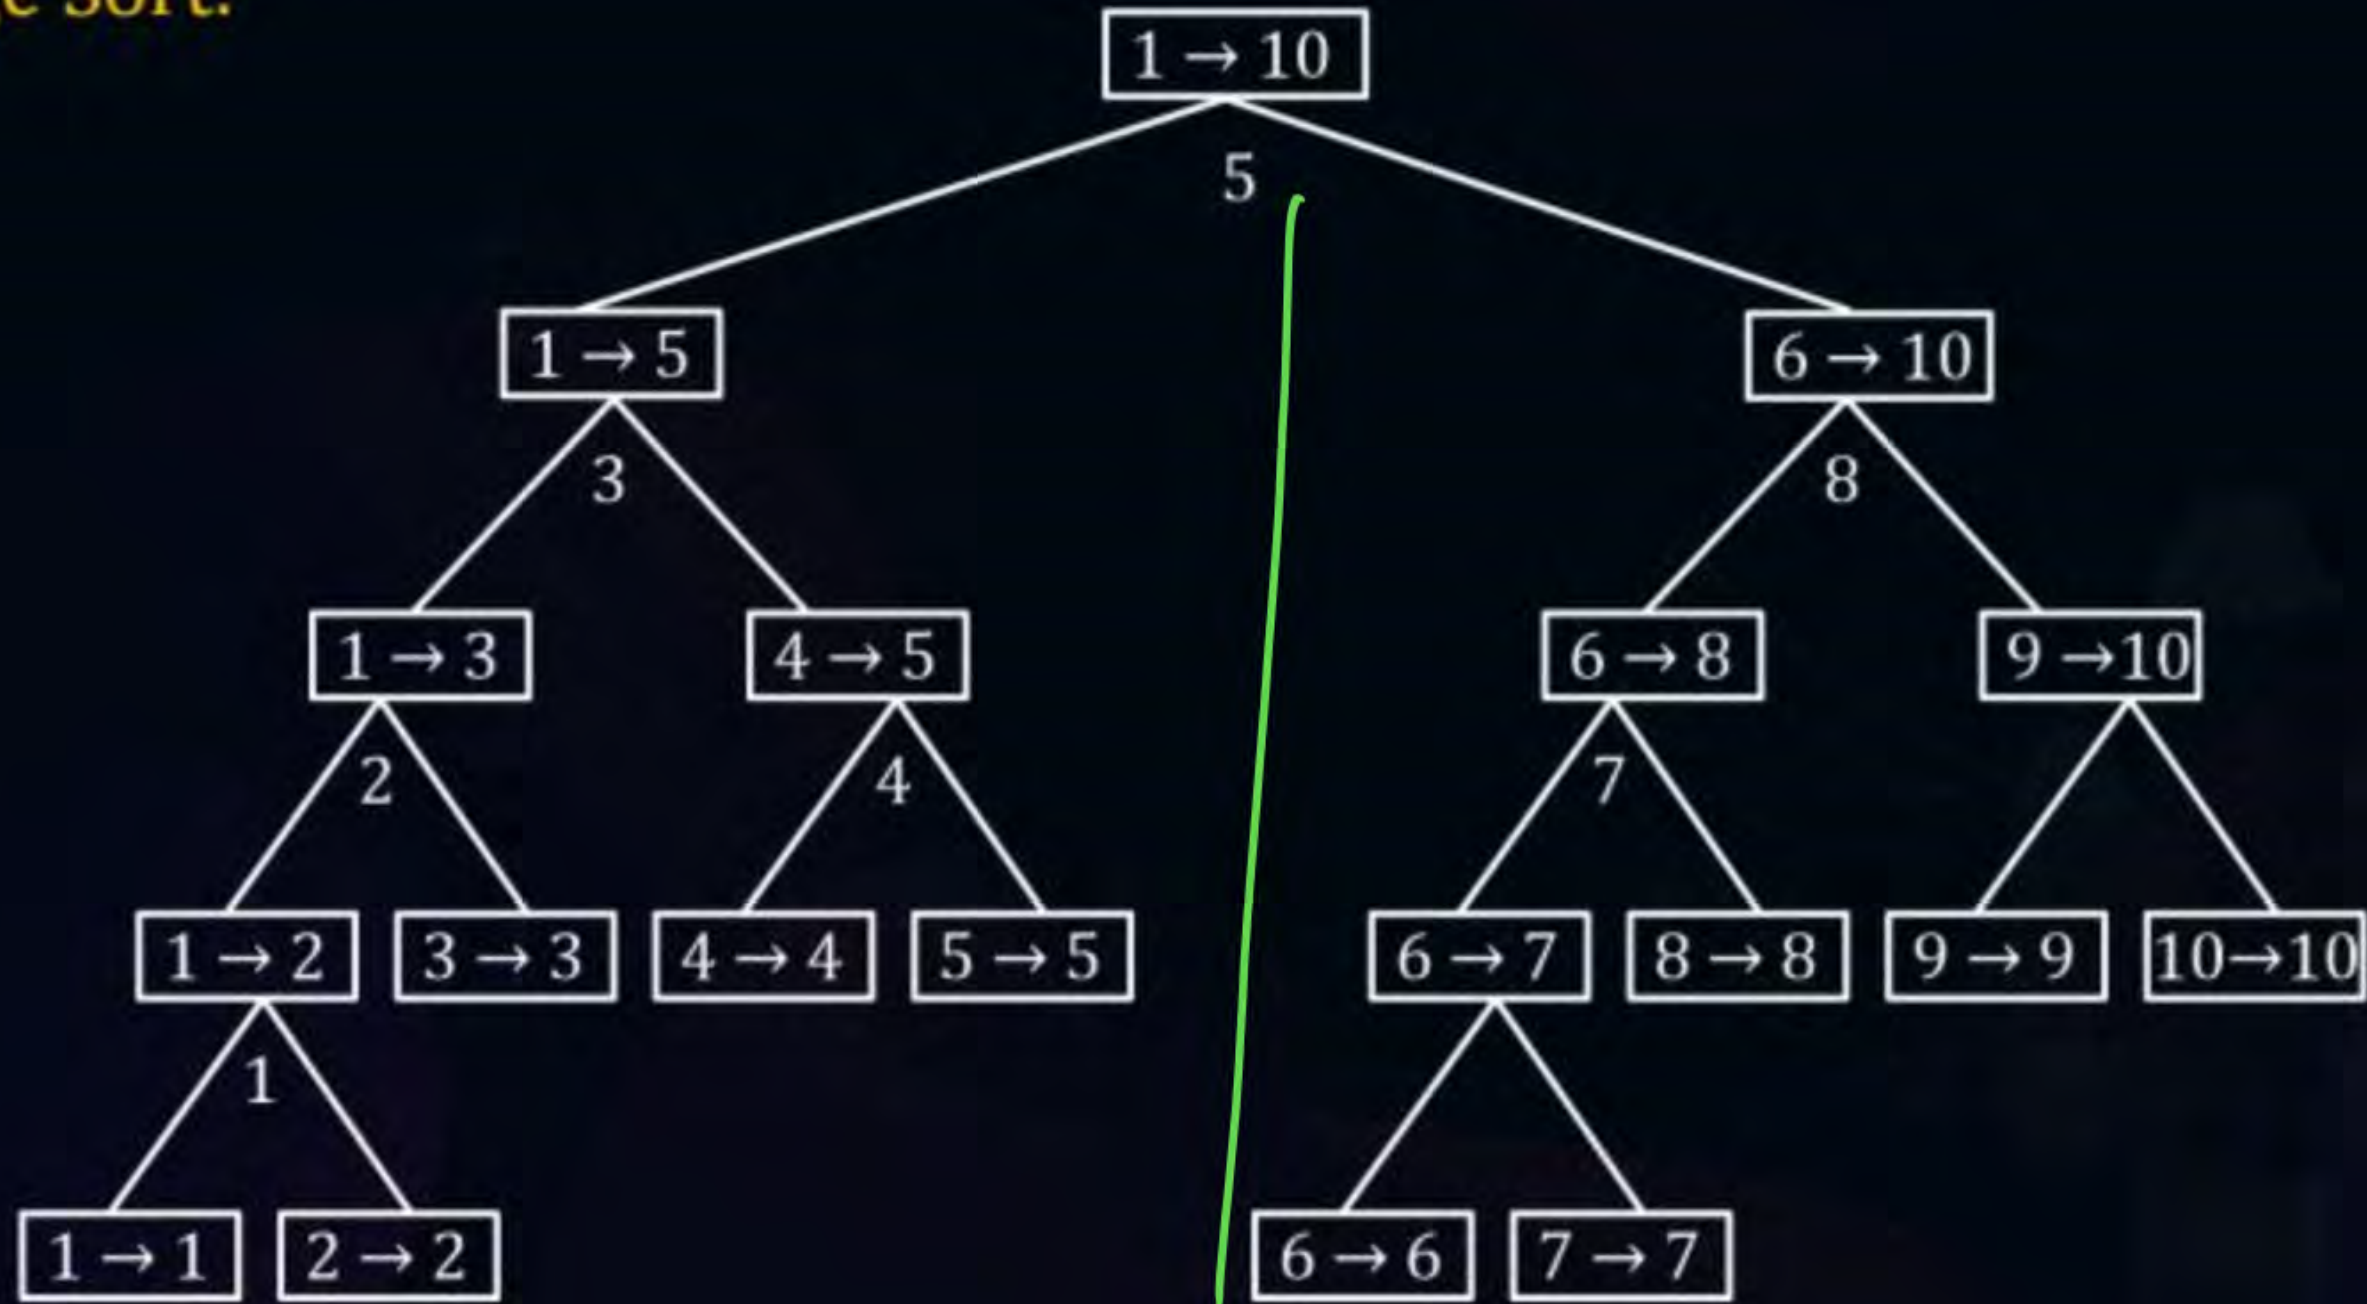 sort:
1 → 10
5
1 → 5
6 → 10
3
8
1 → 3
4 → 5
6 → 8
9 →10
2
4
7
1 → 2
3 → 3
4 → 4
5 → 5
6 → 7
8 → 8
9 → 9
10→10
1
1 → 1
2 → 2
6 → 6
7 → 7